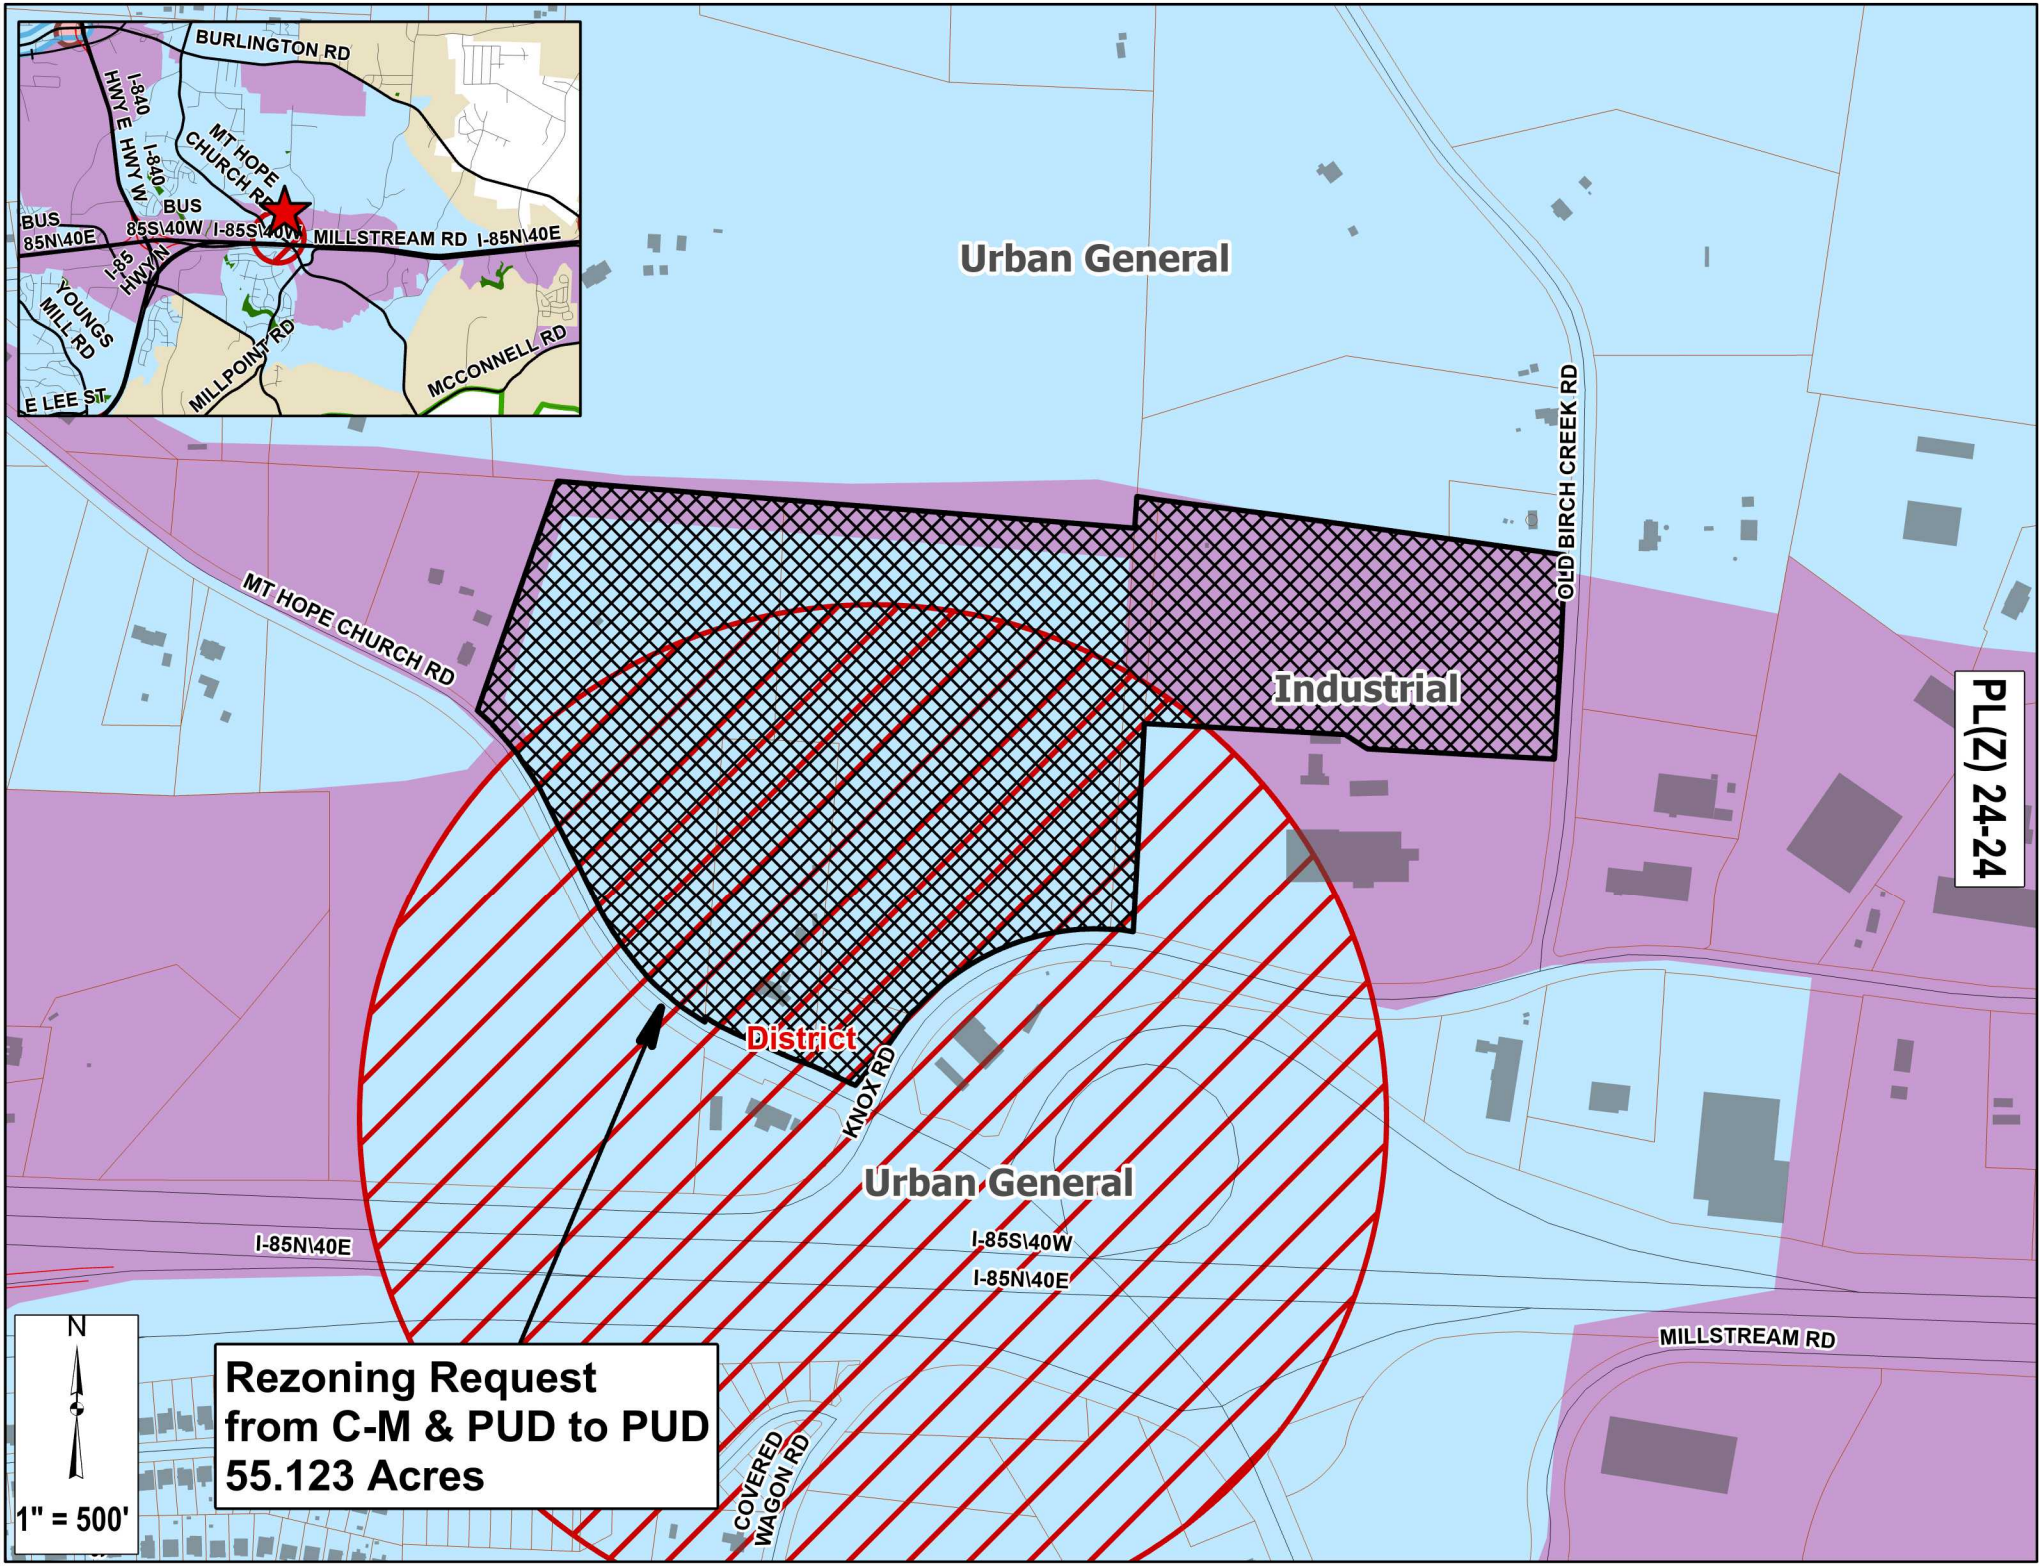 BURLINGTON RD
I-840
HWY E
I-840
HWY W
MT HOPE
CHURCH RD
BUS
85N\40E
BUS
85S\40W
I-85S\40W
MILLSTREAM RD
I-85N\40E
I-85
HWY N
YOUNGS
MILL RD
MILLPOINT RD
MCCONNELL RD
E LEE ST
Urban General
OLD BIRCH CREEK RD
MT HOPE CHURCH RD
Industrial
PL(Z) 24-24
District
KNOX RD
Urban General
I-85N\40E
I-85S\40W
I-85N\40E
MILLSTREAM RD
N
1" = 500'
Rezoning Request
from C-M & PUD to PUD
55.123 Acres
COVERED
WAGON RD